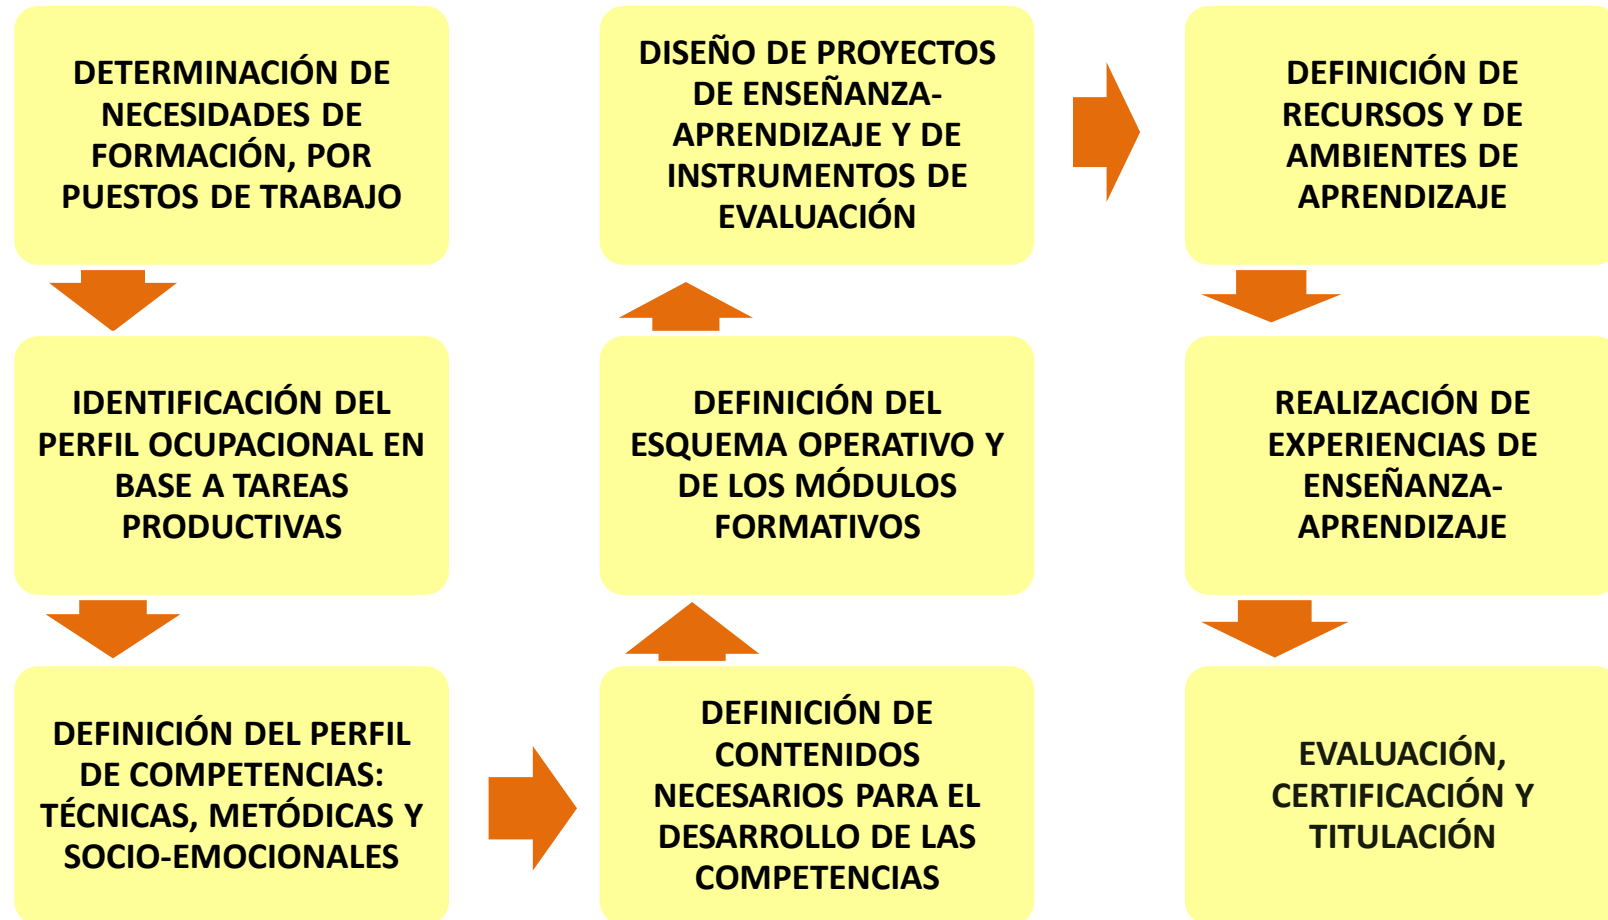 DETERMINACIÓN DE
NECESIDADES DE
FORMACIÓN, POR
PUESTOS DE TRABAJO
IDENTIFICACIÓN DEL
PERFIL OCUPACIONAL EN
BASE A TAREAS
PRODUCTIVAS
DEFINICIÓN DEL PERFIL
DE COMPETENCIAS:
TÉCNICAS, METÓDICAS Y
SOCIO-EMOCIONALES
DEFINICIÓN DE
CONTENIDOS
NECESARIOS PARA EL
DESARROLLO DE LAS
COMPETENCIAS
DEFINICIÓN DEL
ESQUEMA OPERATIVO Y
DE LOS MÓDULOS
FORMATIVOS
DISEÑO DE PROYECTOS
DE ENSEÑANZA-
APRENDIZAJE Y DE
INSTRUMENTOS DE
EVALUACIÓN
DEFINICIÓN DE
RECURSOS Y DE
AMBIENTES DE
APRENDIZAJE
REALIZACIÓN DE
EXPERIENCIAS DE
ENSEÑANZA-
APRENDIZAJE
EVALUACIÓN,
CERTIFICACIÓN Y
TITULACIÓN